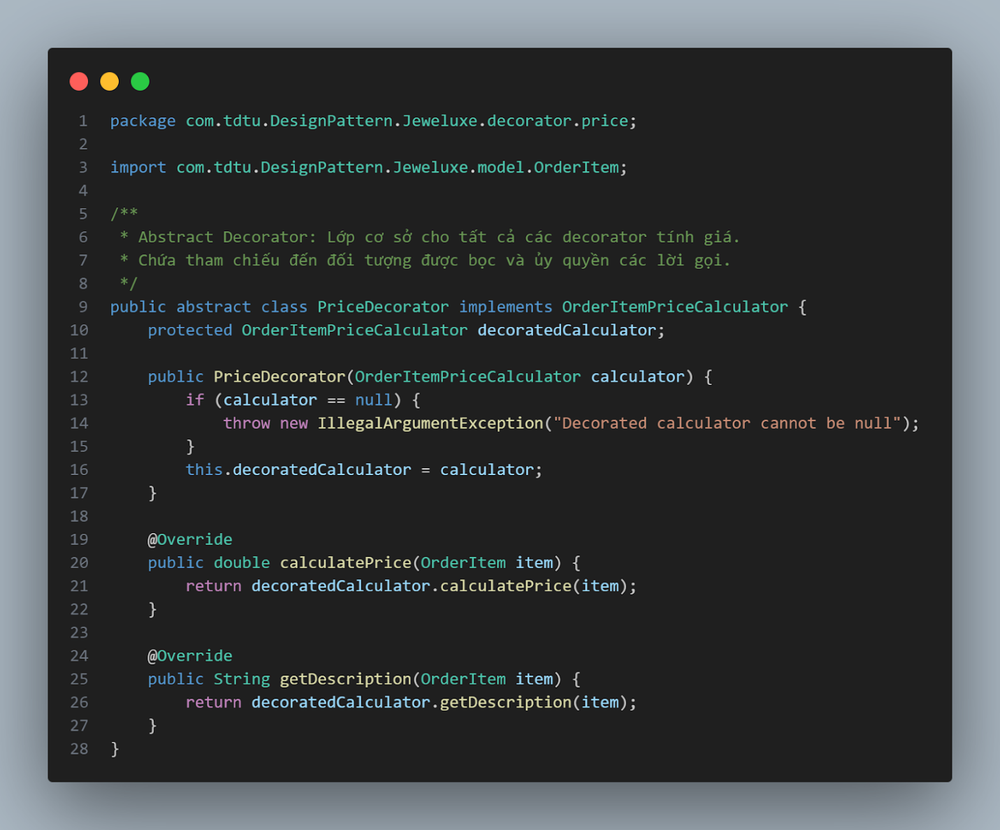 1 package com.tdtu.DesignPattern.Jeweluxe.decorator.price;
2
3 import com.tdtu.DesignPattern.Jeweluxe.model.OrderItem;
4
5 /**
6  * Abstract Decorator: Lớp cơ sở cho tất cả các decorator tính giá.
7  * Chứa tham chiếu đến đối tượng được bọc và ủy quyền các lời gọi.
8  */
9 public abstract class PriceDecorator implements OrderItemPriceCalculator {
10     protected OrderItemPriceCalculator decoratedCalculator;
11
12     public PriceDecorator(OrderItemPriceCalculator calculator) {
13         if (calculator == null) {
14             throw new IllegalArgumentException("Decorated calculator cannot be null");
15         }
16         this.decoratedCalculator = calculator;
17     }
18
19     @Override
20     public double calculatePrice(OrderItem item) {
21         return decoratedCalculator.calculatePrice(item);
22     }
23
24     @Override
25     public String getDescription(OrderItem item) {
26         return decoratedCalculator.getDescription(item);
27     }
28 }